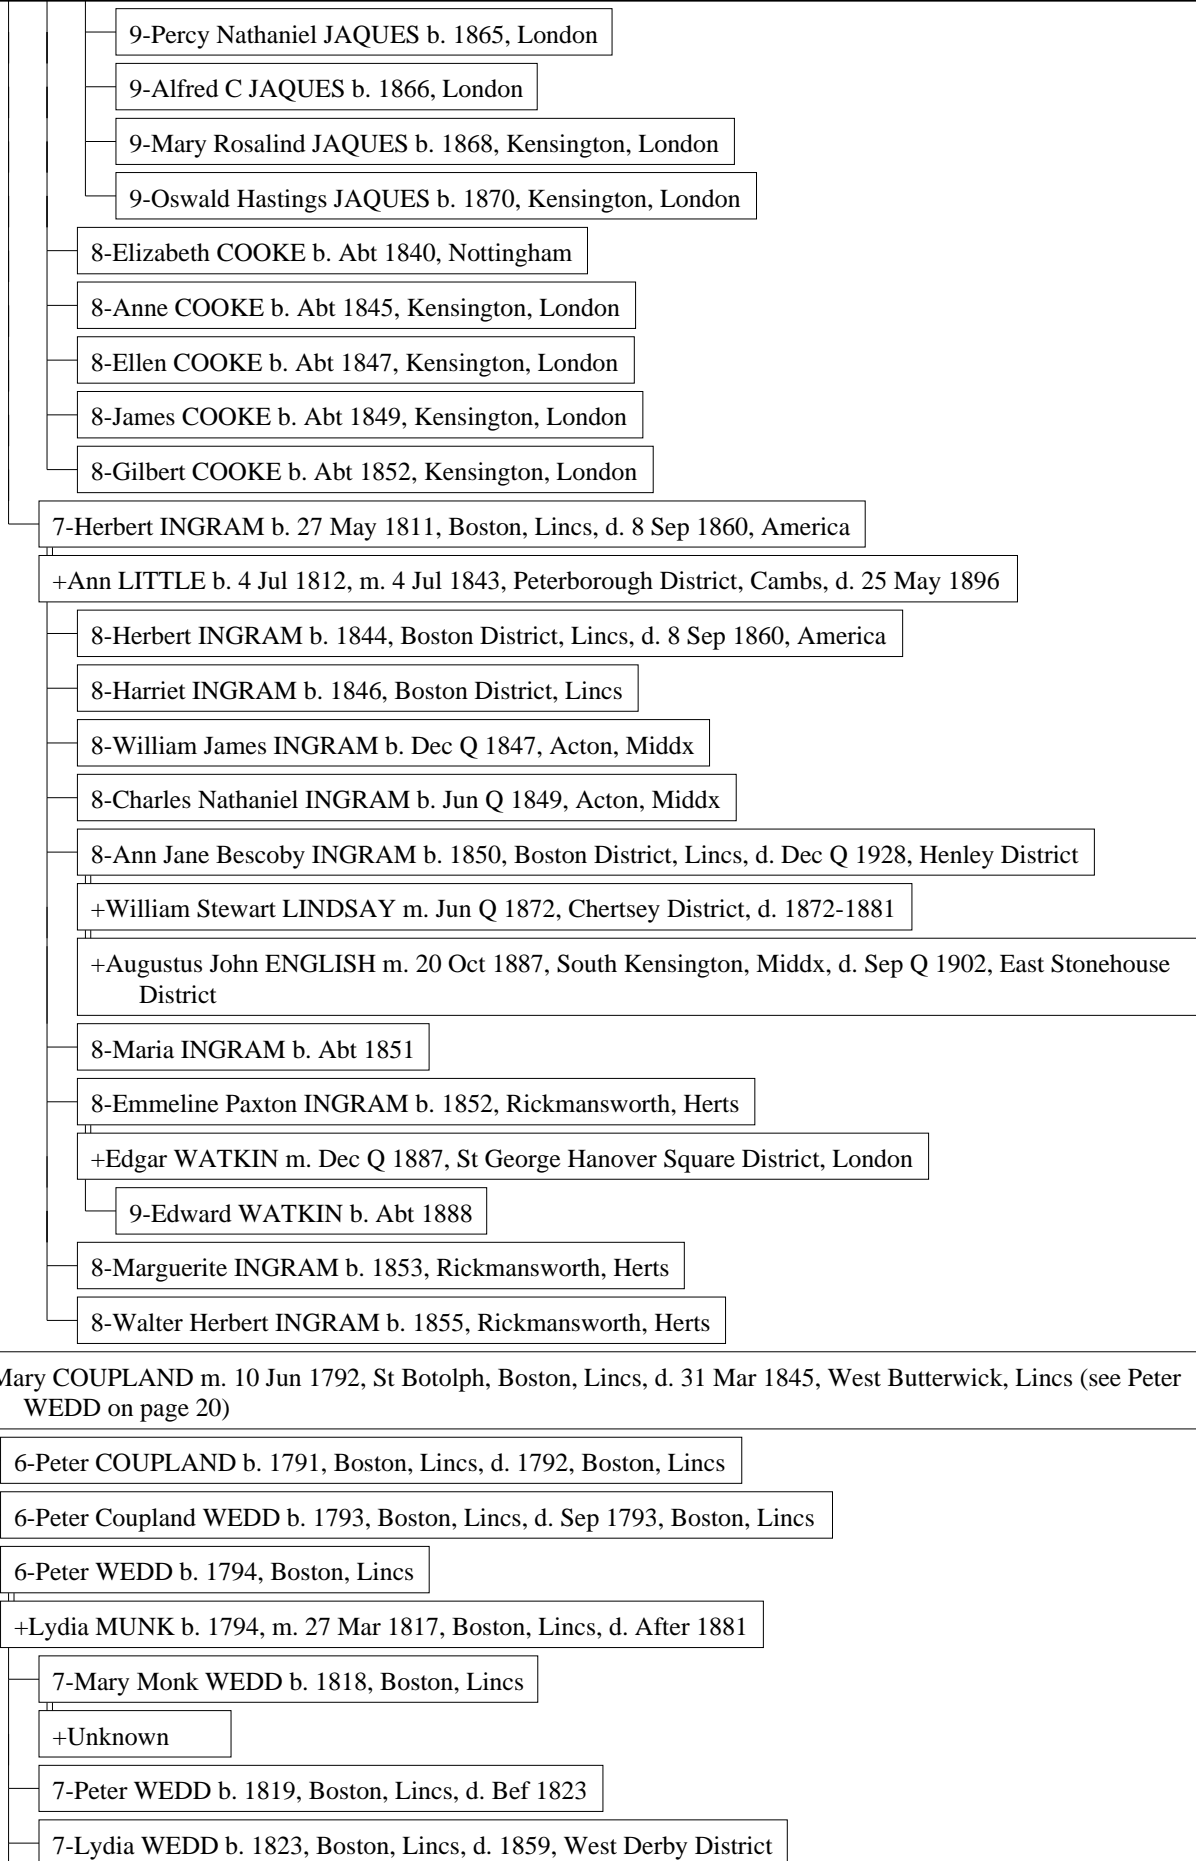 9-Percy Nathaniel JAQUES b. 1865, London
9-Alfred C JAQUES b. 1866, London
9-Mary Rosalind JAQUES b. 1868, Kensington, London
9-Oswald Hastings JAQUES b. 1870, Kensington, London
8-Elizabeth COOKE b. Abt 1840, Nottingham
8-Anne COOKE b. Abt 1845, Kensington, London
8-Ellen COOKE b. Abt 1847, Kensington, London
8-James COOKE b. Abt 1849, Kensington, London
8-Gilbert COOKE b. Abt 1852, Kensington, London
7-Herbert INGRAM b. 27 May 1811, Boston, Lincs, d. 8 Sep 1860, America
+Ann LITTLE b. 4 Jul 1812, m. 4 Jul 1843, Peterborough District, Cambs, d. 25 May 1896
8-Herbert INGRAM b. 1844, Boston District, Lincs, d. 8 Sep 1860, America
8-Harriet INGRAM b. 1846, Boston District, Lincs
8-William James INGRAM b. Dec Q 1847, Acton, Middx
8-Charles Nathaniel INGRAM b. Jun Q 1849, Acton, Middx
8-Ann Jane Bescoby INGRAM b. 1850, Boston District, Lincs, d. Dec Q 1928, Henley District
+William Stewart LINDSAY m. Jun Q 1872, Chertsey District, d. 1872-1881
+Augustus John ENGLISH m. 20 Oct 1887, South Kensington, Middx, d. Sep Q 1902, East Stonehouse
District
8-Maria INGRAM b. Abt 1851
8-Emmeline Paxton INGRAM b. 1852, Rickmansworth, Herts
+Edgar WATKIN m. Dec Q 1887, St George Hanover Square District, London
9-Edward WATKIN b. Abt 1888
8-Marguerite INGRAM b. 1853, Rickmansworth, Herts
8-Walter Herbert INGRAM b. 1855, Rickmansworth, Herts
Mary COUPLAND m. 10 Jun 1792, St Botolph, Boston, Lincs, d. 31 Mar 1845, West Butterwick, Lincs (see Peter
WEDD on page 20)
6-Peter COUPLAND b. 1791, Boston, Lincs, d. 1792, Boston, Lincs
6-Peter Coupland WEDD b. 1793, Boston, Lincs, d. Sep 1793, Boston, Lincs
6-Peter WEDD b. 1794, Boston, Lincs
+Lydia MUNK b. 1794, m. 27 Mar 1817, Boston, Lincs, d. After 1881
7-Mary Monk WEDD b. 1818, Boston, Lincs
+Unknown
7-Peter WEDD b. 1819, Boston, Lincs, d. Bef 1823
7-Lydia WEDD b. 1823, Boston, Lincs, d. 1859, West Derby District